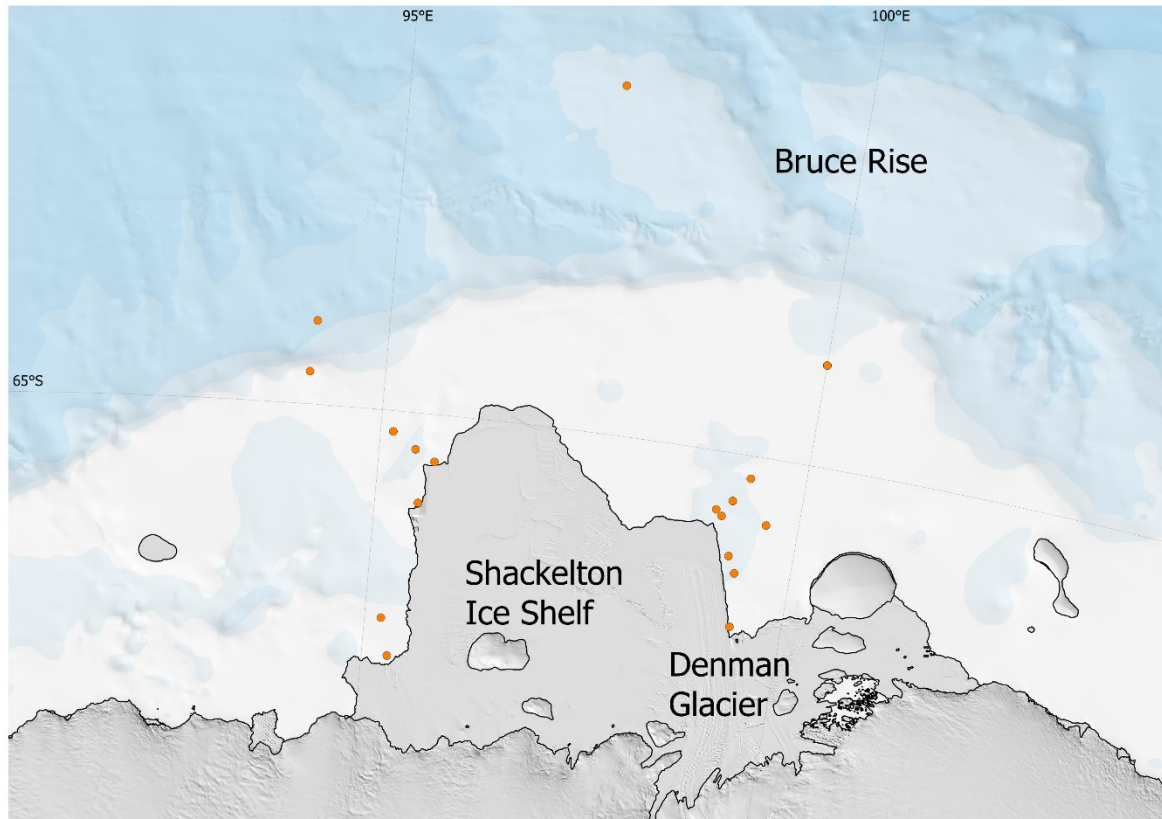 95°E
100°E
Bruce Rise
65°S
Shackelton
Ice Shelf
Denman
Glacier